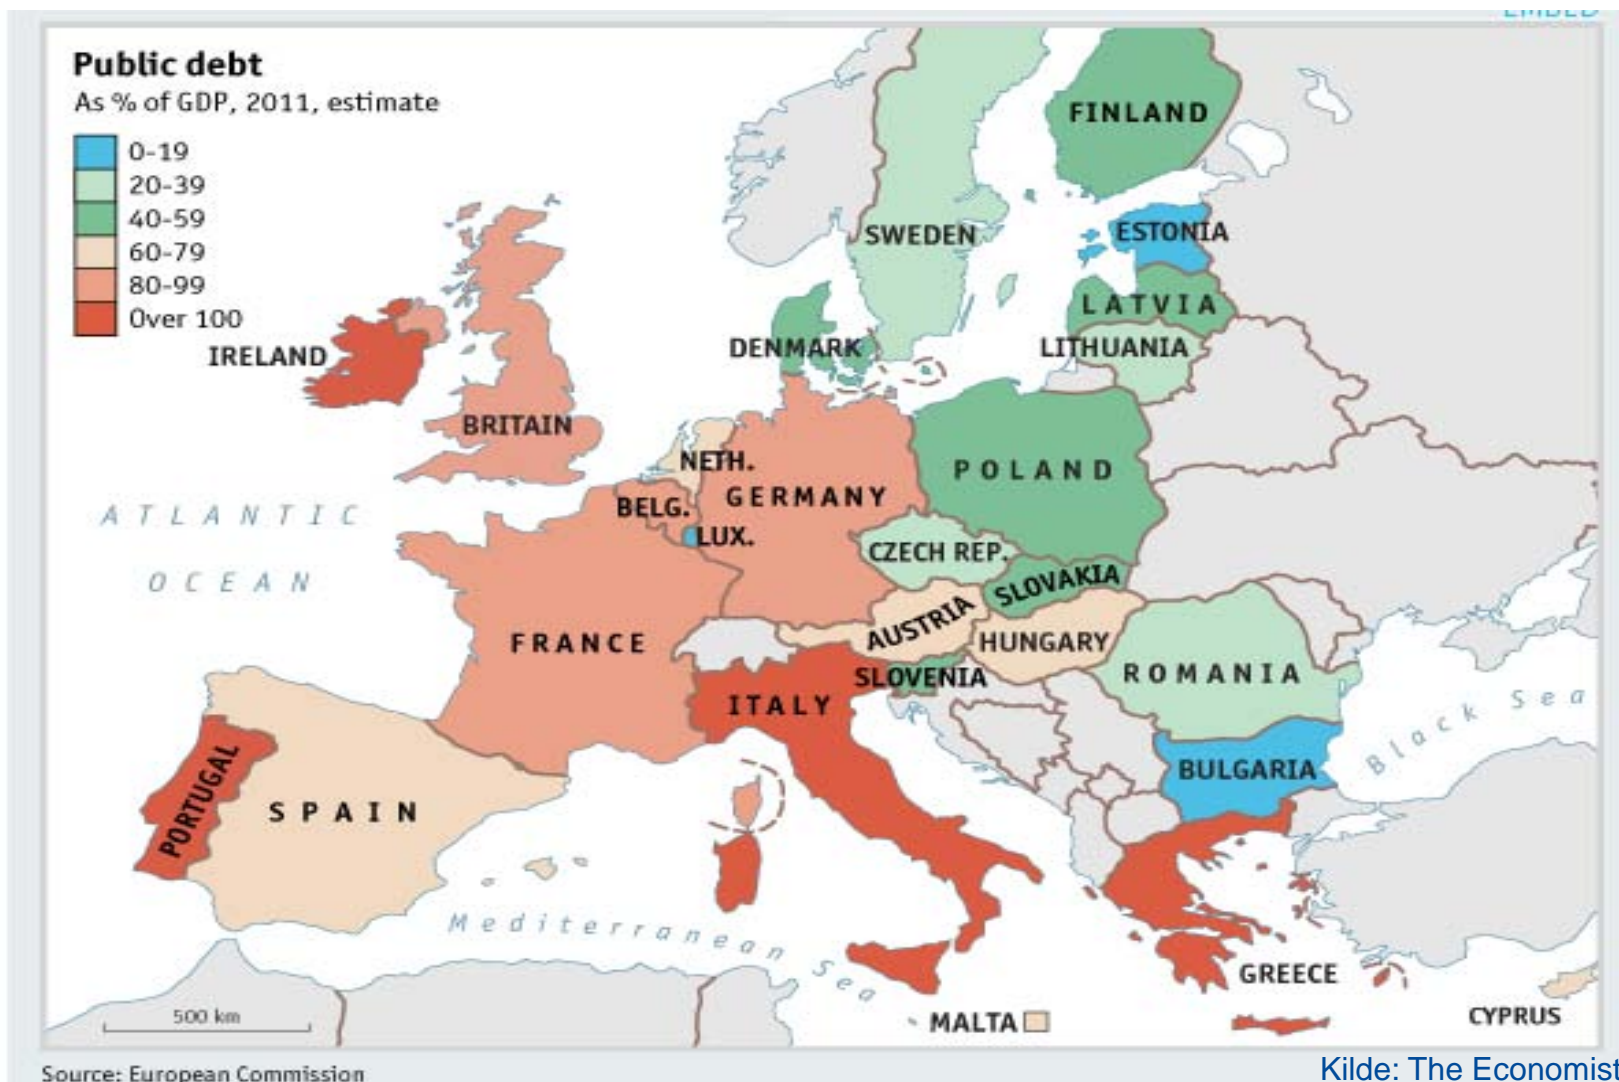 EMBED
Public debt
As % of GDP, 2011, estimate
0-19
20-39
40-59
60-79
80-99
Over 100
FINLAND
SWEDEN
ESTONIA
LATVIA
LITHUANIA
DENMARK
IRELAND
BRITAIN
NETH.
POLAND
GERMANY
BELG.
LUX.
CZECH REP.
SLOVAKIA
ATLANTIC
OCEAN
AUSTRIA
HUNGARY
FRANCE
SLOVENIA
ROMANIA
ITALY
Black Sea
BULGARIA
PORTUGAL
SPAIN
Mediterranean Sea
GREECE
MALTA
CYPRUS
500 km
Source: European Commission
Kilde: The Economist